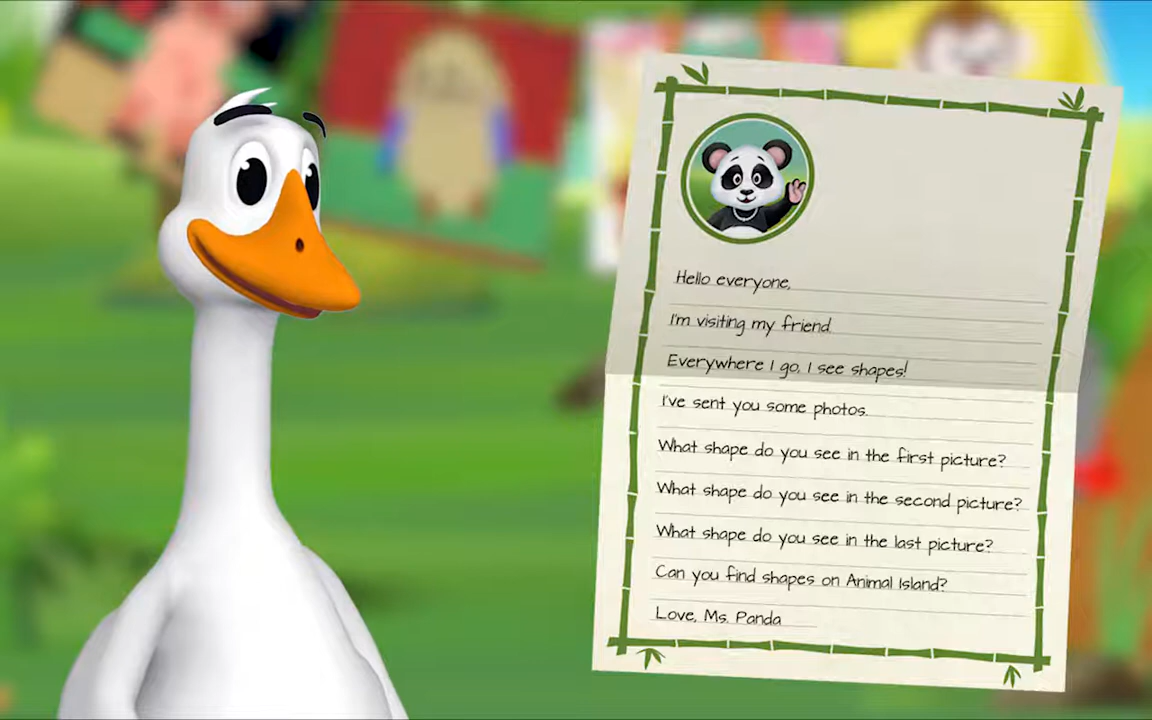 Hello everyone,
I'm visiting my friend.
Everywhere I go, I see shapes!
I've sent you some photos.
What shape do you see in the first picture?
What shape do you see in the second picture?
What shape do you see in the last picture?
Can you find shapes on Animal Island?
Love, Ms. Panda